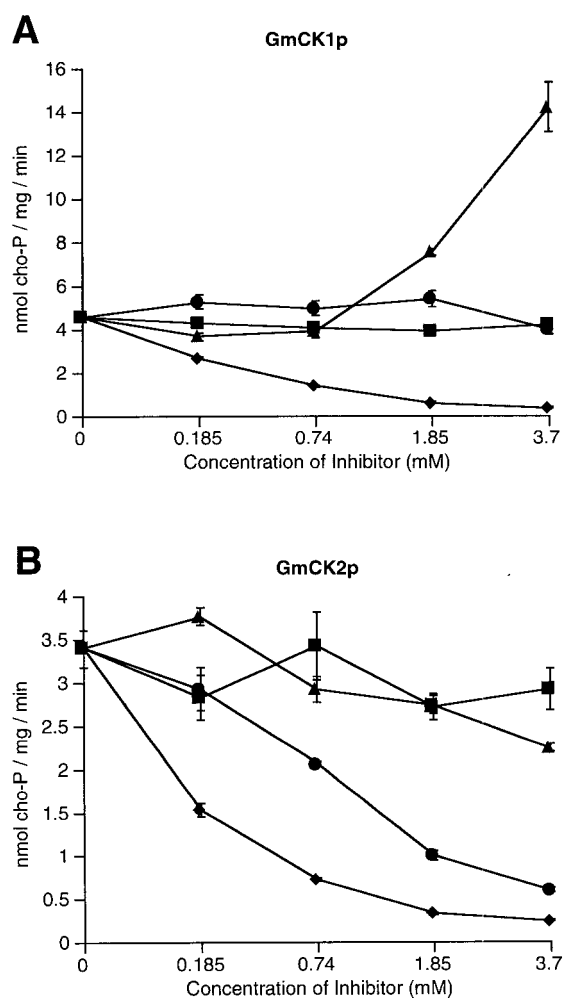 A
GmCK1p
nmol cho-P / mg / min
16
14
12
10
8
6
4
2
0
0 0.185 0.74 1.85 3.7
Concentration of Inhibitor (mM)
B
GmCK2p
nmol cho-P / mg / min
4
3.5
3
2.5
2
1.5
1
0.5
0
0 0.185 0.74 1.85 3.7
Concentration of Inhibitor (mM)